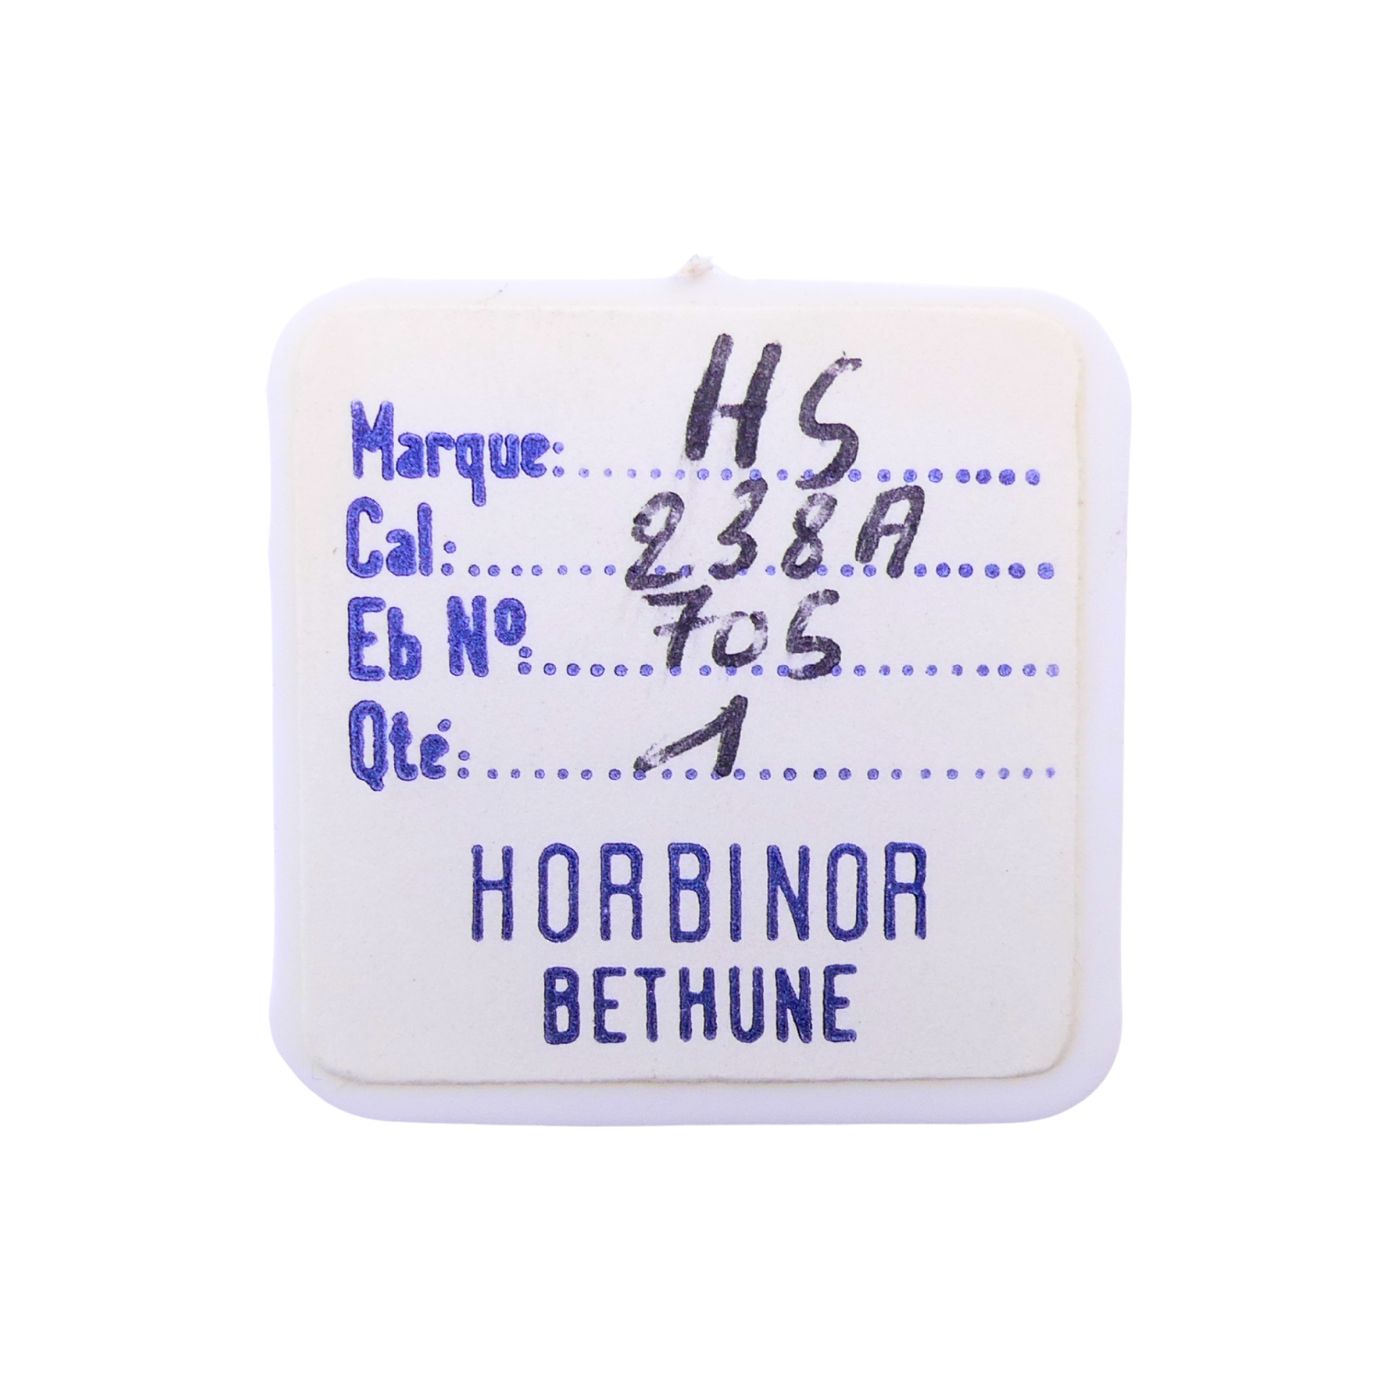 Marque: HS
Cal: 238A
Eb Nº: 705
Qté: 1
HORBINOR
BETHUNE